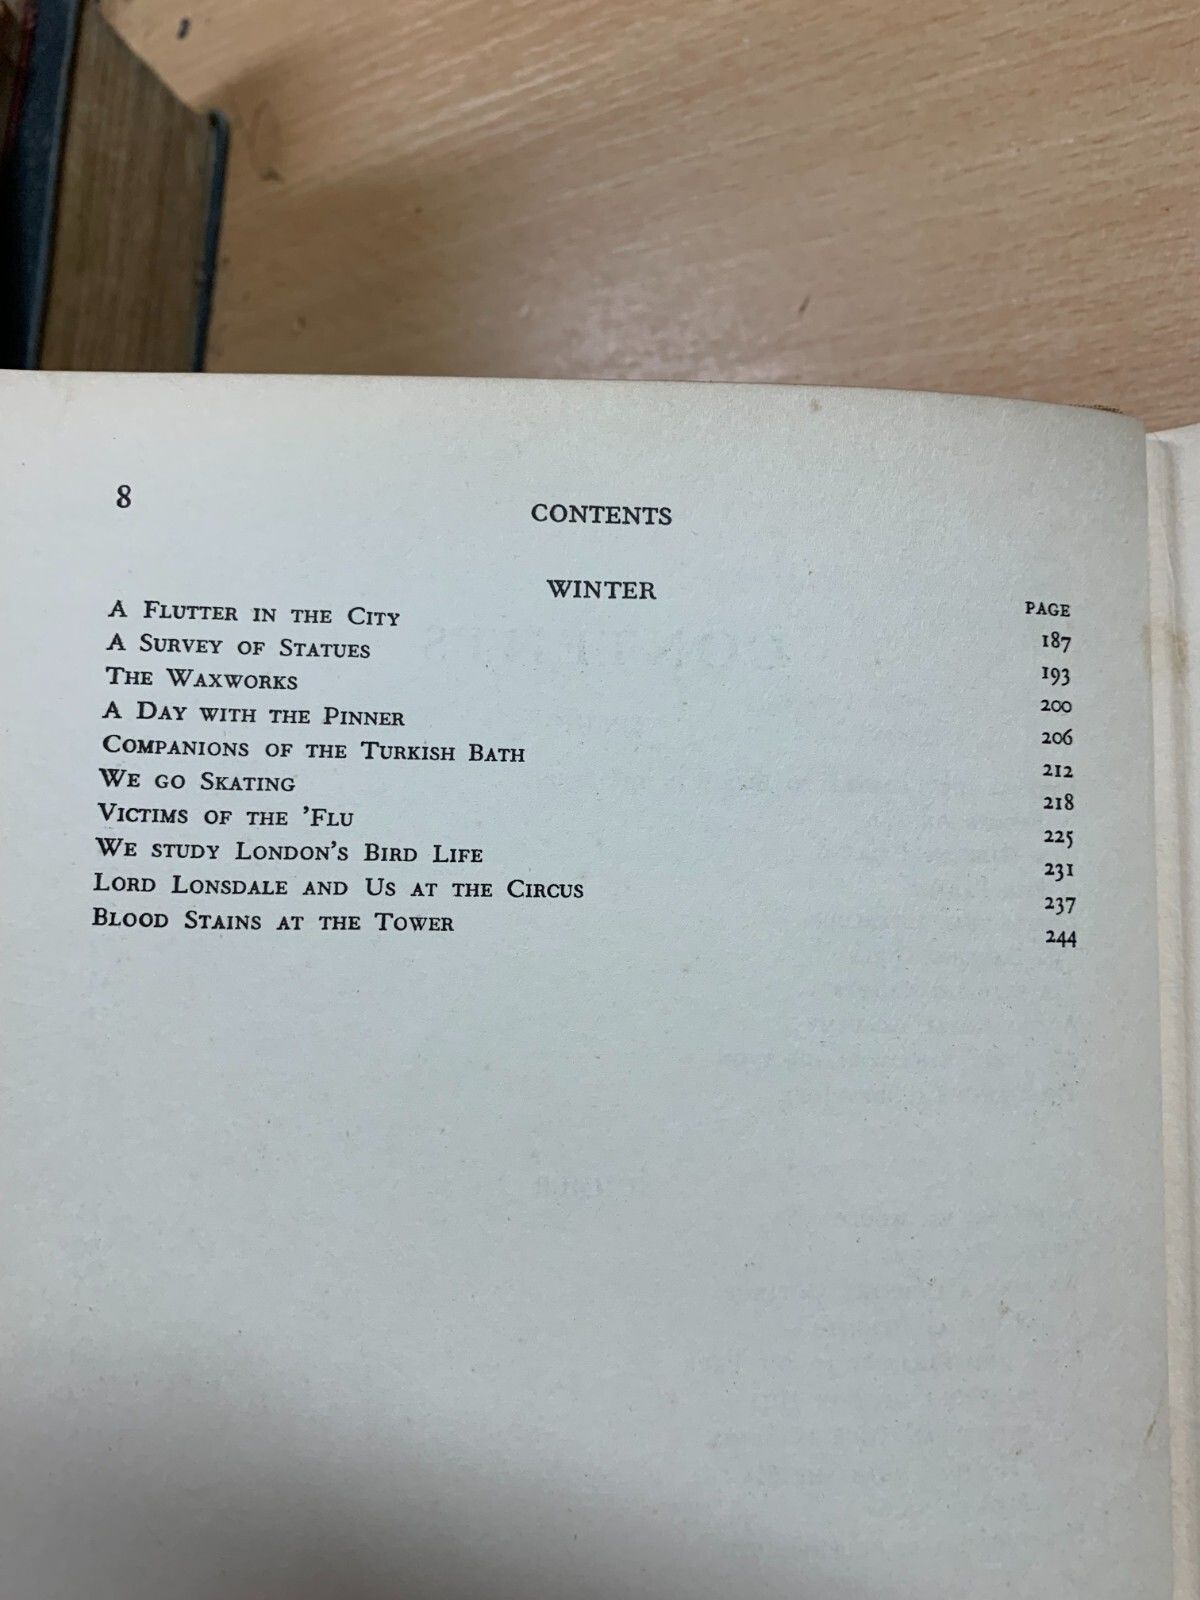 8
CONTENTS
WINTER
PAGE
A Flutter in the City 187
A Survey of Statues 193
The Waxworks 200
A Day with the Pinner 206
Companions of the Turkish Bath 212
We go Skating 218
Victims of the 'Flu 225
We study London's Bird Life 231
Lord Lonsdale and Us at the Circus 237
Blood Stains at the Tower 244